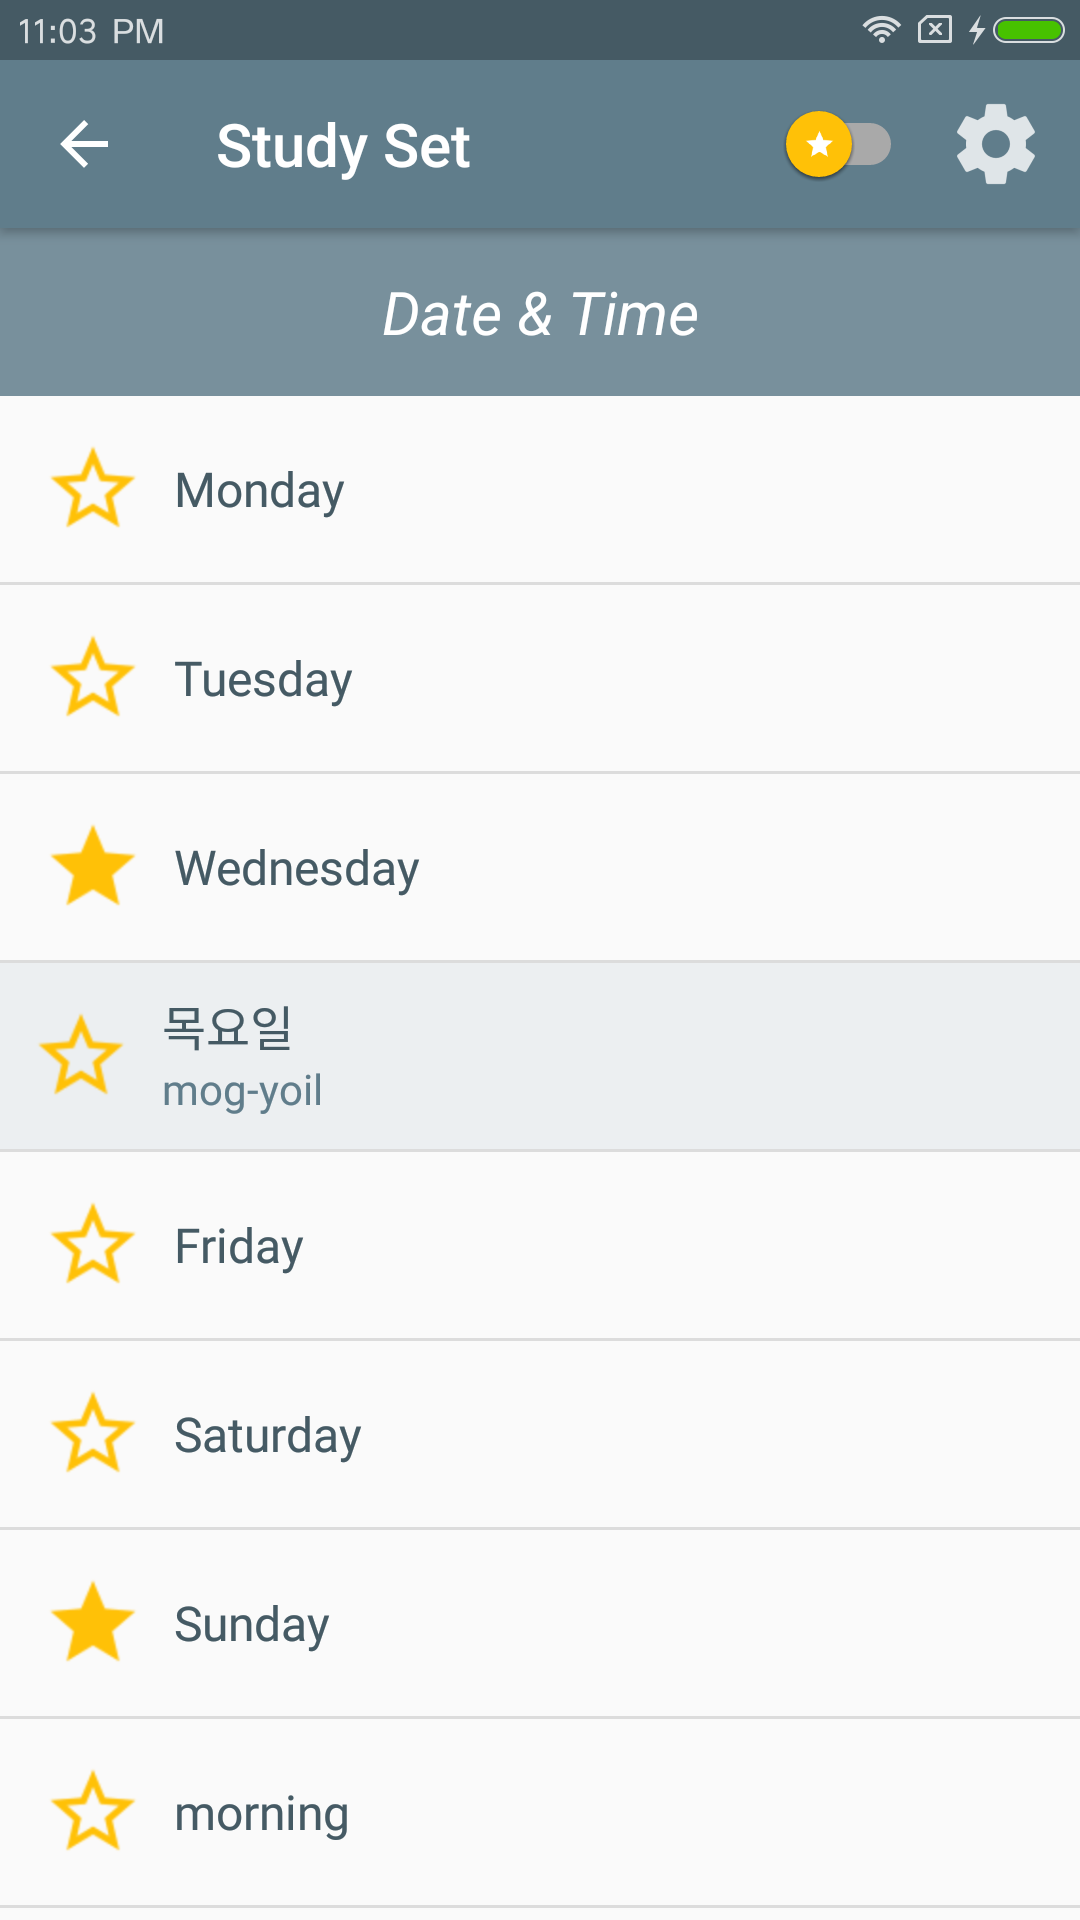 11:03 PM
Study Set
Date & Time
Monday
Tuesday
Wednesday
목요일
mog-yoil
Friday
Saturday
Sunday
morning